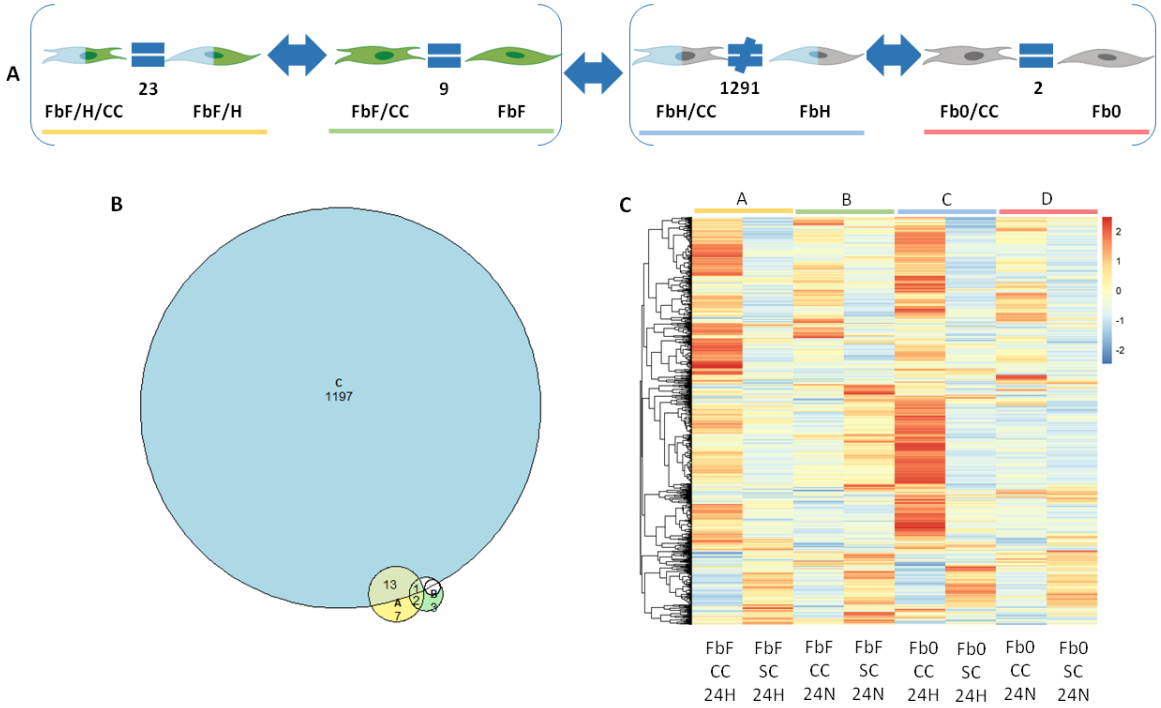 A
23
9
1291
2
FbF/H/CC
FbF/H
FbF/CC
FbF
FbH/CC
FbH
Fb0/CC
Fb0
B
C
1197
13
1
2
A
7
B
3
C
A
B
C
D
2
1
0
-1
-2
FbF FbF FbF FbF Fb0 Fb0 Fb0 Fb0
CC SC CC SC CC SC CC SC
24H 24H 24N 24N 24H 24H 24N 24N